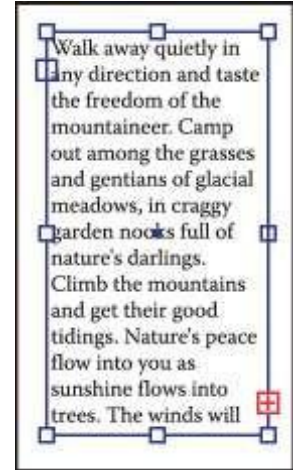 Walk away quietly in
any direction and taste
the freedom of the
mountaineer. Camp
out among the grasses
and gentians of glacial
meadows, in craggy
garden nooks full of
nature's darlings.
Climb the mountains
and get their good
tidings. Nature's peace
flow into you as
sunshine flows into
trees. The winds will